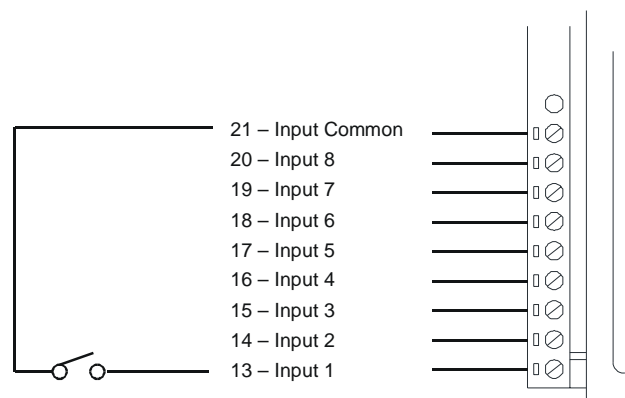 21 – Input Common
20 – Input 8
19 – Input 7
18 – Input 6
17 – Input 5
16 – Input 4
15 – Input 3
14 – Input 2
13 – Input 1